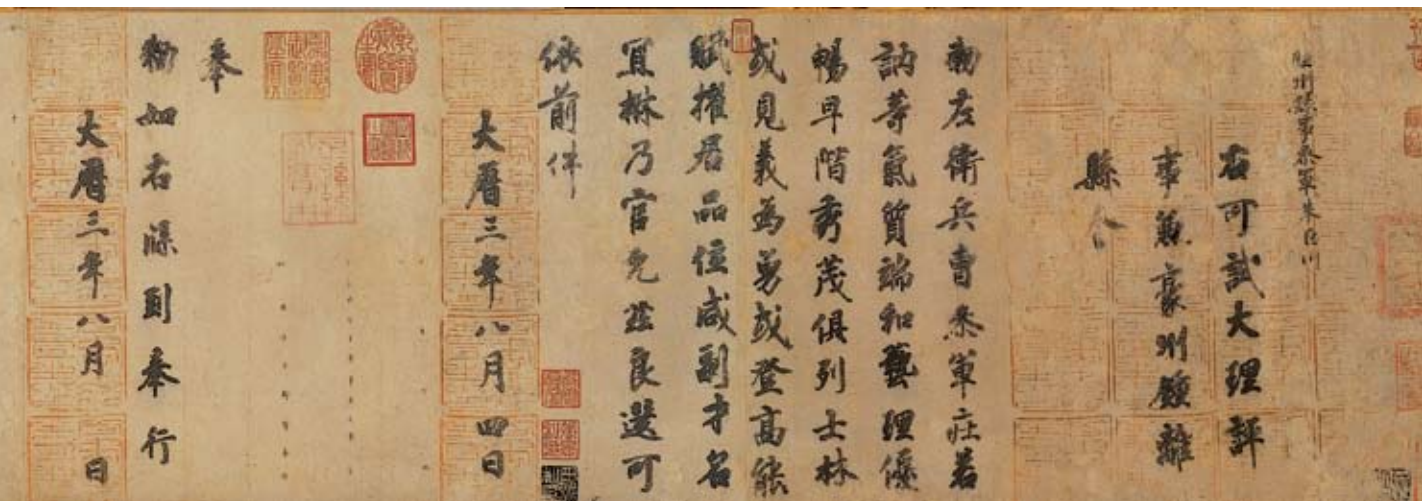 睦州錄事參軍朱巨川
右可試大理評
事兼豪州鍾離
縣令
勑左衛兵曹參軍庄若
訥等氣質端和藝理優
暢早階秀茂俱列士林
或見義為勇或登高能
賦擢居品位咸副才名
宜楙乃官允茲良選可
依前件
大曆三年八月四日
奉
勑如右牒到奉行
大曆三年八月 日